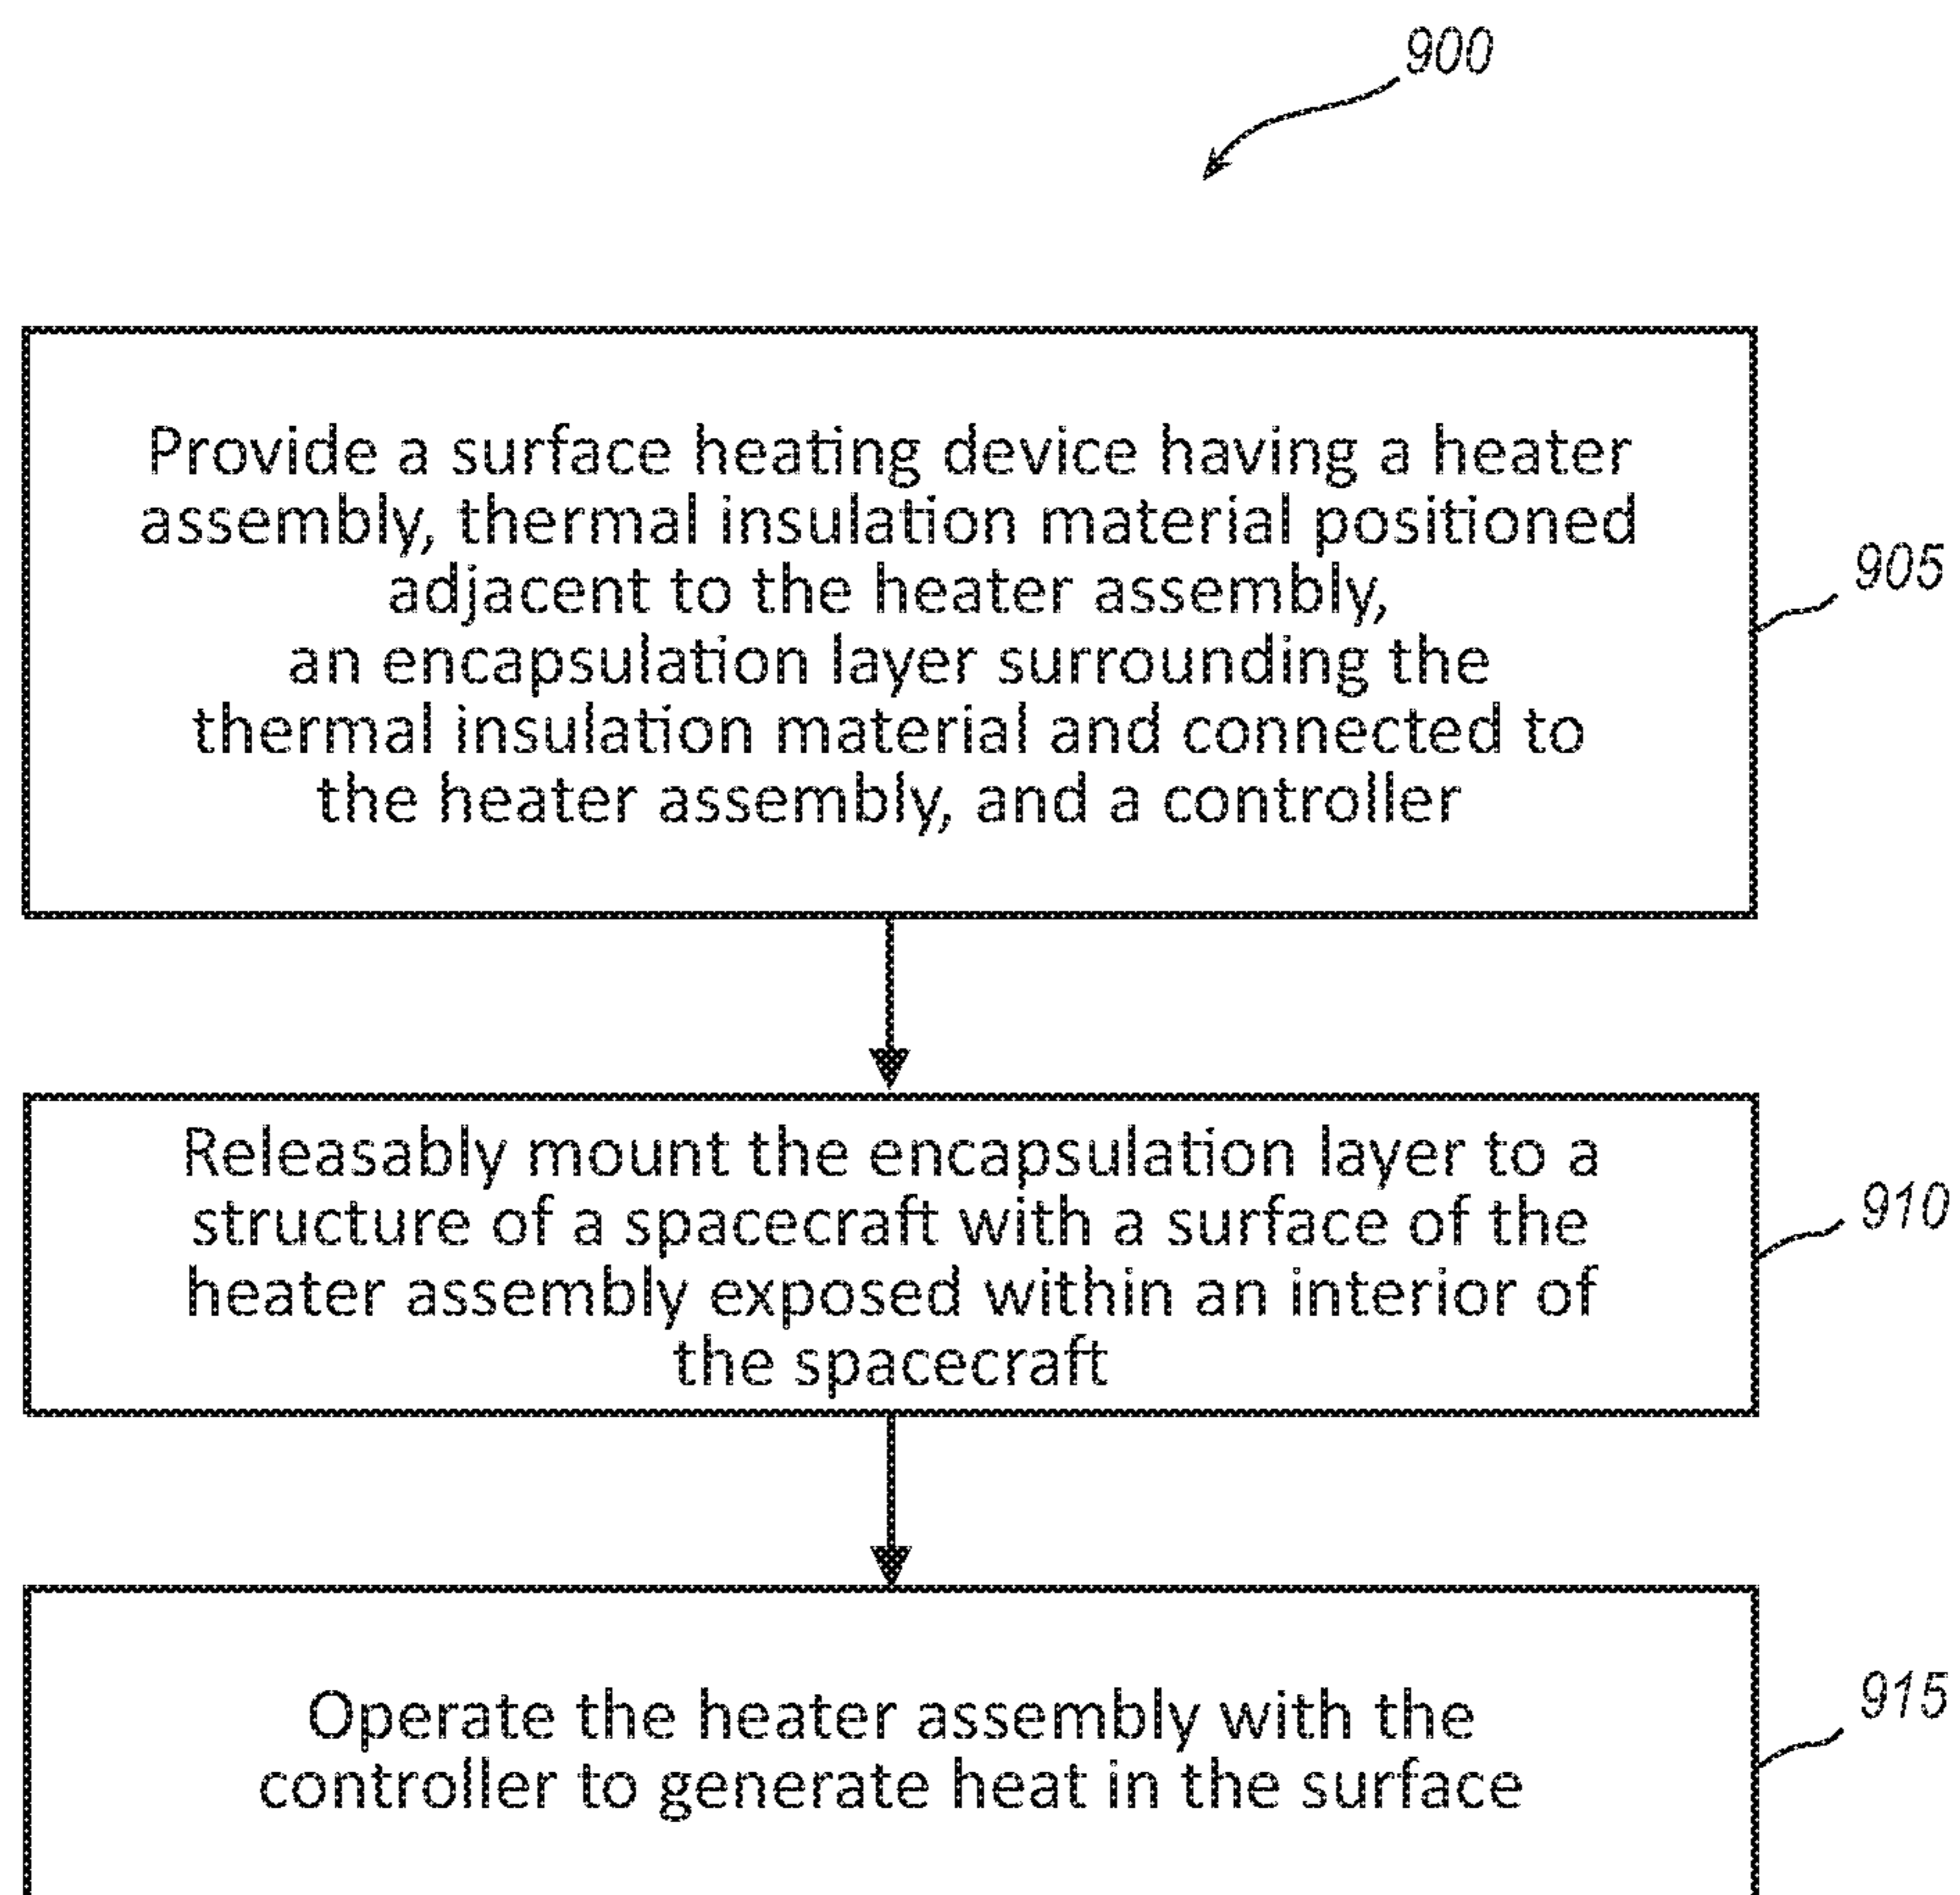 900
Provide a surface heating device having a heater
assembly, thermal insulation material positioned
adjacent to the heater assembly,
an encapsulation layer surrounding the
thermal insulation material and connected to
the heater assembly, and a controller
905
Releasably mount the encapsulation layer to a
structure of a spacecraft with a surface of the
heater assembly exposed within an interior of
the spacecraft
910
Operate the heater assembly with the
controller to generate heat in the surface
915